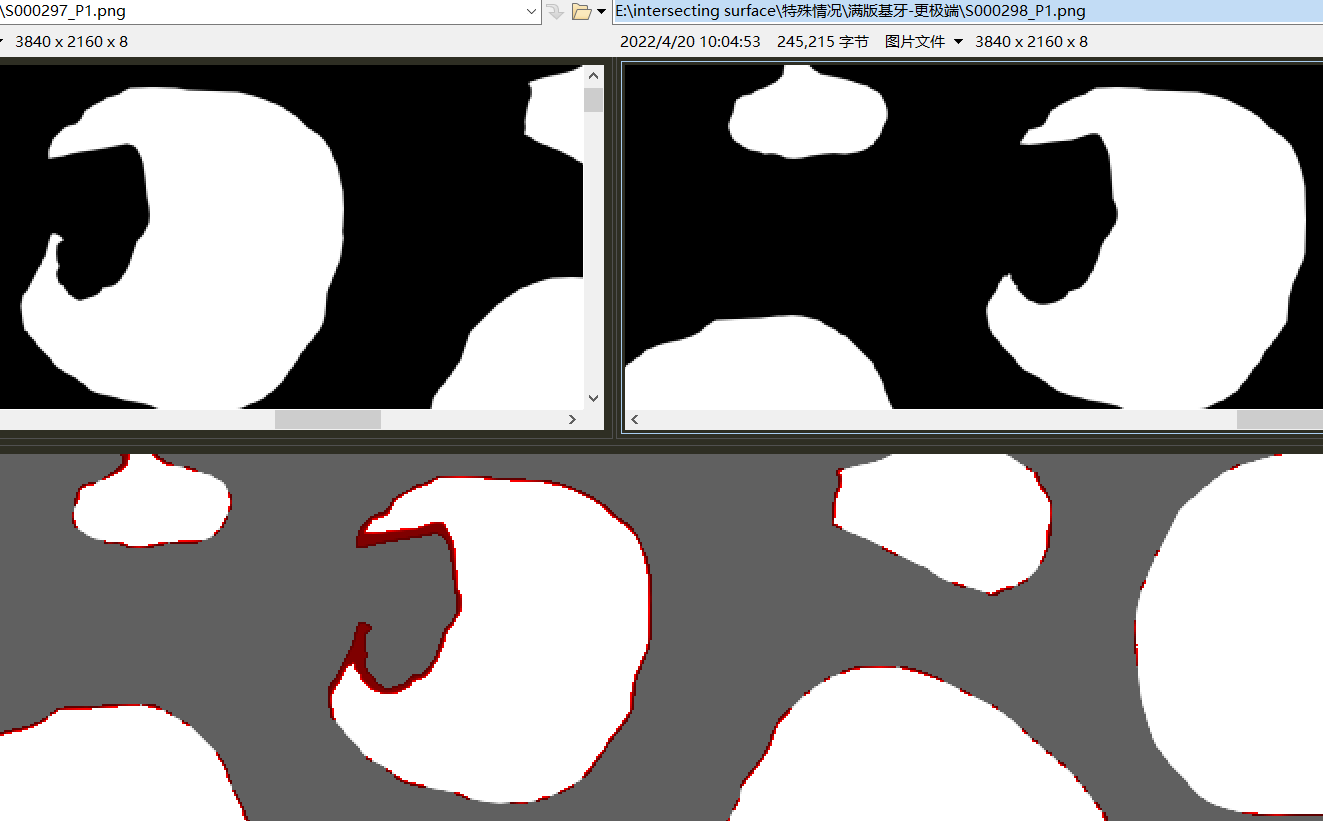 \S000297_P1.png
E:\intersecting surface\特殊情况\满版基牙-更极端\S000298_P1.png
3840 x 2160 x 8
2022/4/20 10:04:53 245,215 字节 图片文件 3840 x 2160 x 8